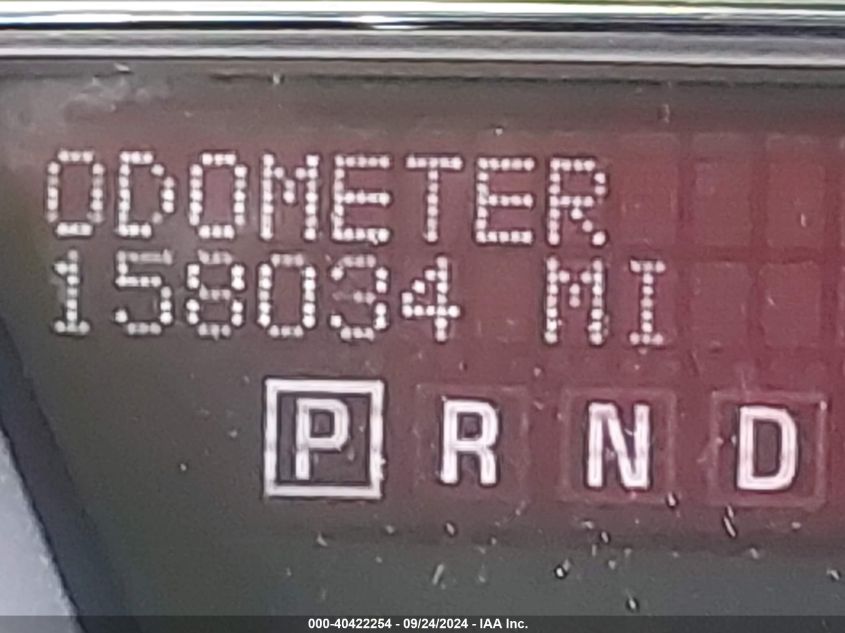 ODOMETER
158034 MI
P R N D
000-40422254 - 09/24/2024 - IAA Inc.